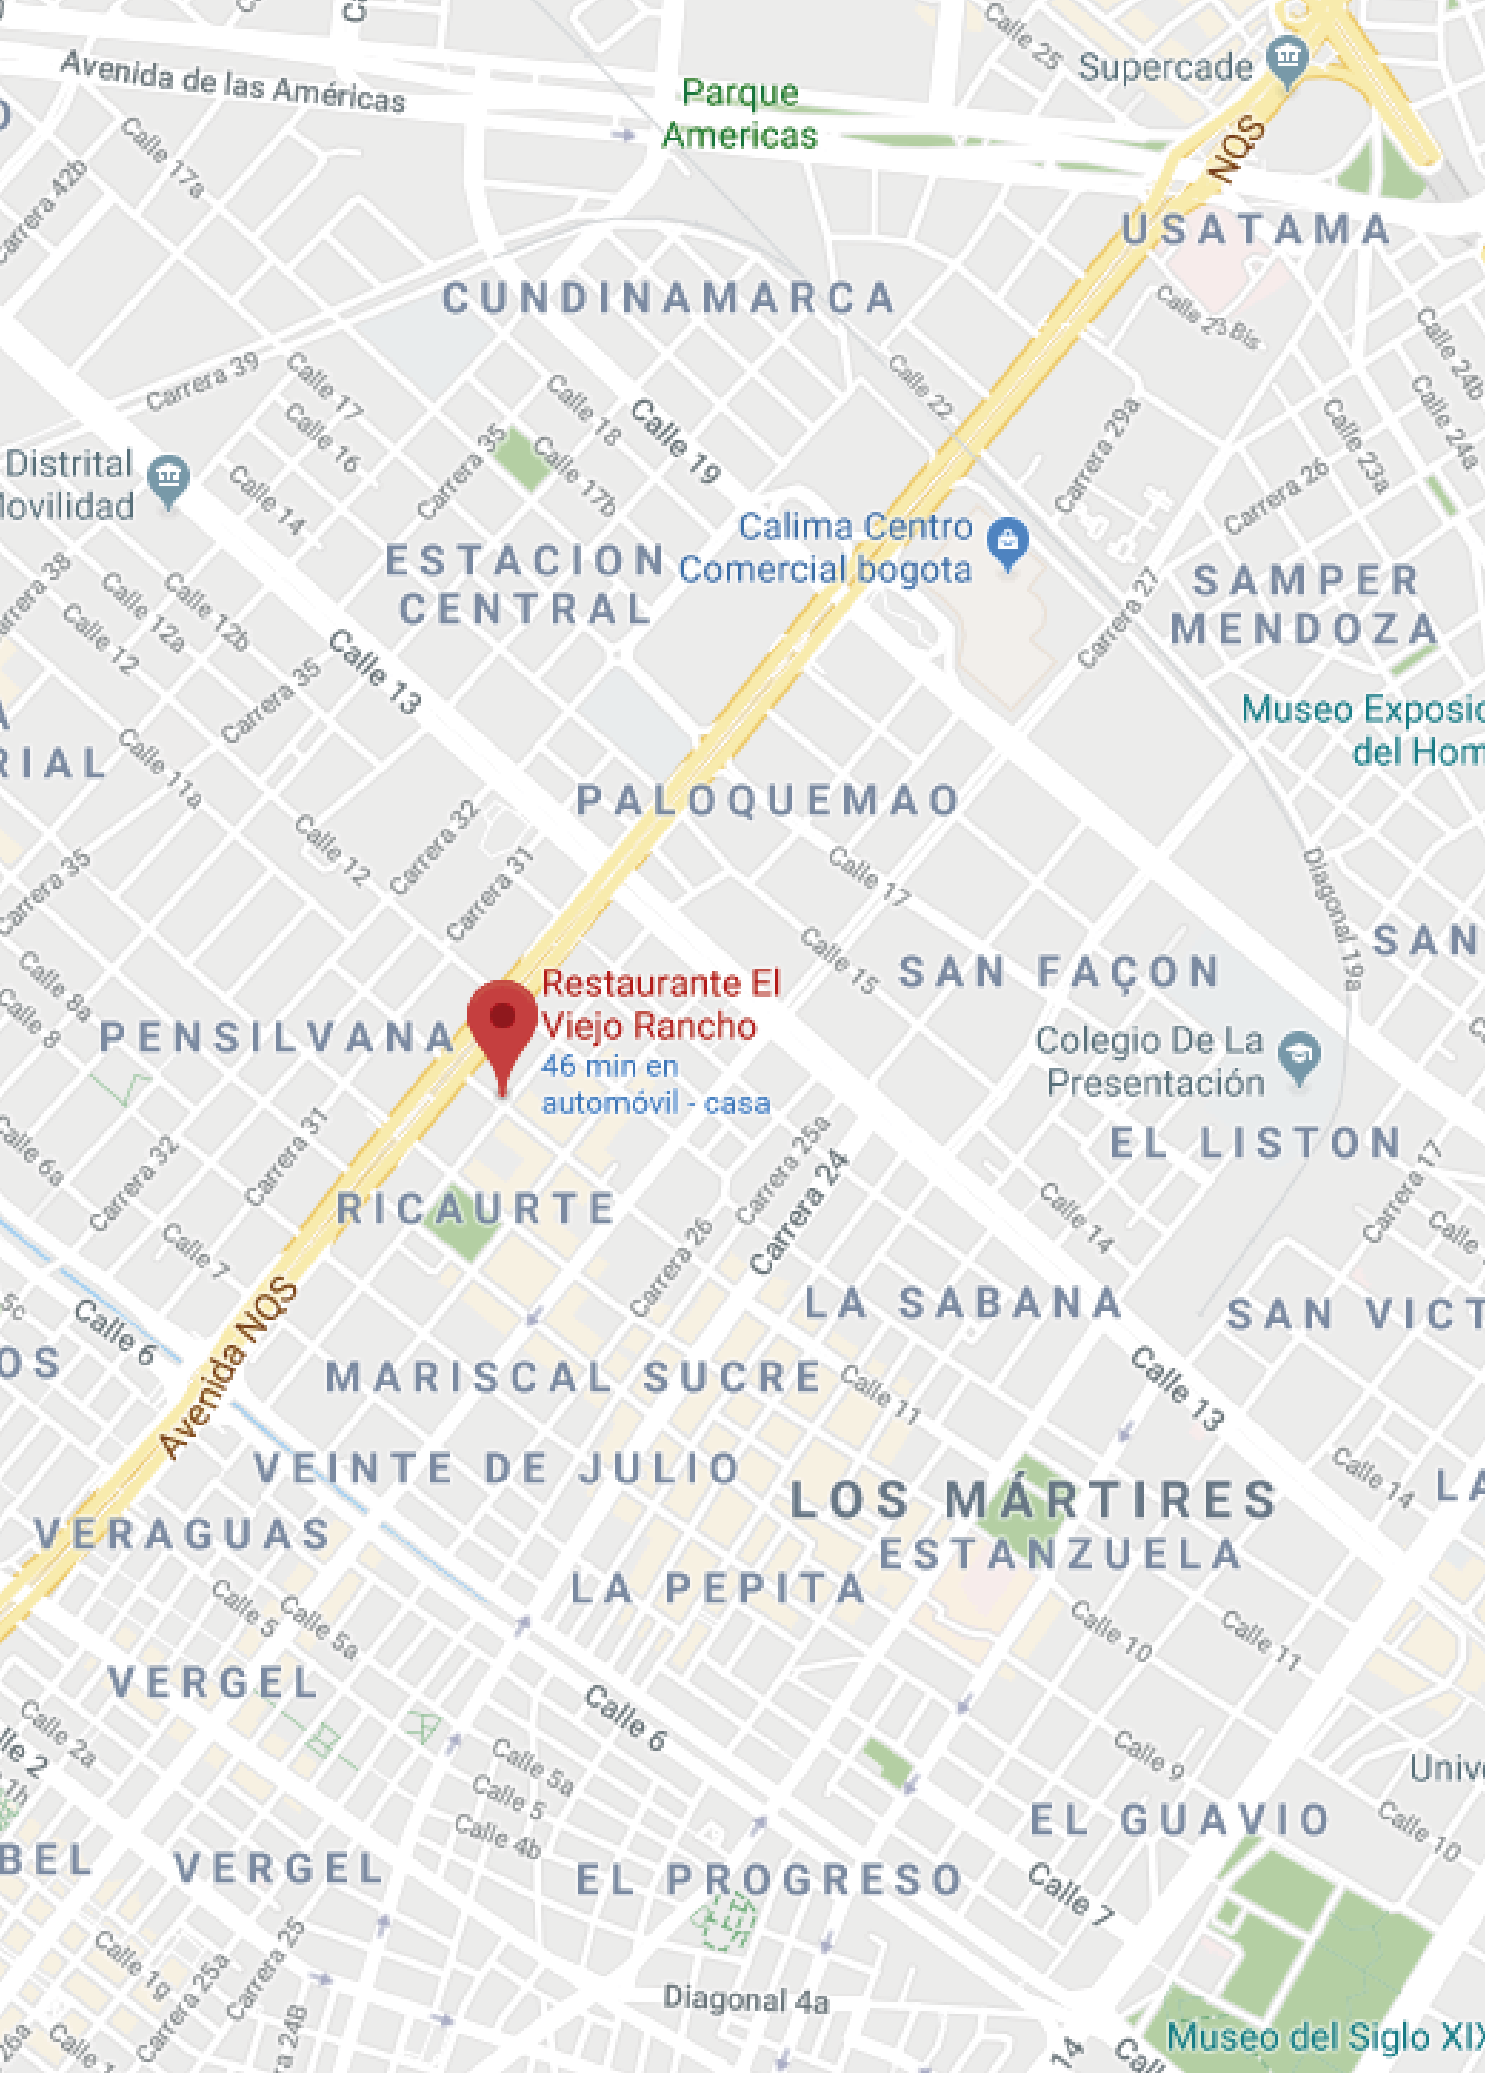 Calle 25
Supercade
Avenida de las Américas
Parque
Americas
NQS
Calle 17a
Carrera 42b
USATAMA
CUNDINAMARCA
Calle 23 Bis
Calle 24b
Carrera 39
Calle 17
Calle 16
Calle 18
Calle 19
Calle 22
Carrera 29a
Calle 23a
Calle 24a
Carrera 35
Calle 17b
Carrera 26
Distrital
Calle 14
Calima Centro
Comercial bogota
ESTACION
CENTRAL
SAMPER
MENDOZA
Carrera 27
Calle 12a
Calle 12b
Calle 12
Calle 13
Carrera 35
Museo
del
Calle 11a
PALOQUEMAO
Calle 12
Carrera 32
Carrera 31
Carrera 35
Calle 17
Calle 15
Diagonal 19a
SAN
SAN FAÇON
Calle 8a
Calle 8
Restaurante El
Viejo Rancho
46 min en
automóvil - casa
PENSILVANA
Colegio De La
Presentación
EL LISTON
Calle 6a
Carrera 32
Carrera 31
Carrera 25a
Carrera 24
Carrera 17
Calle 14
RICAURTE
Calle 7
Carrera 26
Calle
LA SABANA
SAN
5c
Calle 6
Avenida NQS
MARISCAL SUCRE
Calle 11
Calle 13
VEINTE DE JULIO
LOS MÁRTIRES
Calle 14
LA
VERAGUAS
ESTANZUELA
LA PEPITA
Calle 5
Calle 5a
Calle 10
Calle 11
VERGEL
Calle 6
Calle 2a
Calle 5a
Calle 5
Calle 4b
Calle 9
EL GUAVIO
Calle 10
VERGEL
EL PROGRESO
Calle 7
Carrera 25
Carrera 25a
Diagonal 4a
26a
Calle 1
14
Museo del Siglo XIX